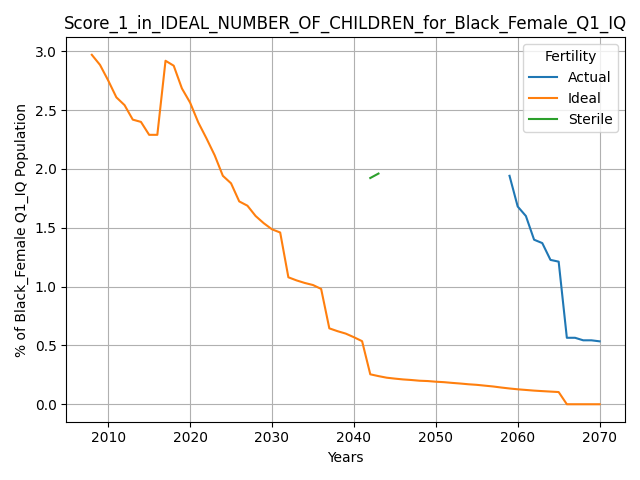 Score_1_in_IDEAL_NUMBER_OF_CHILDREN_for_Black_Female_Q1_IQ
Fertility
Actual
Ideal
Sterile
% of Black_Female Q1_IQ Population
3.0
2.5
2.0
1.5
1.0
0.5
0.0
2010 2020 2030 2040 2050 2060 2070
Years